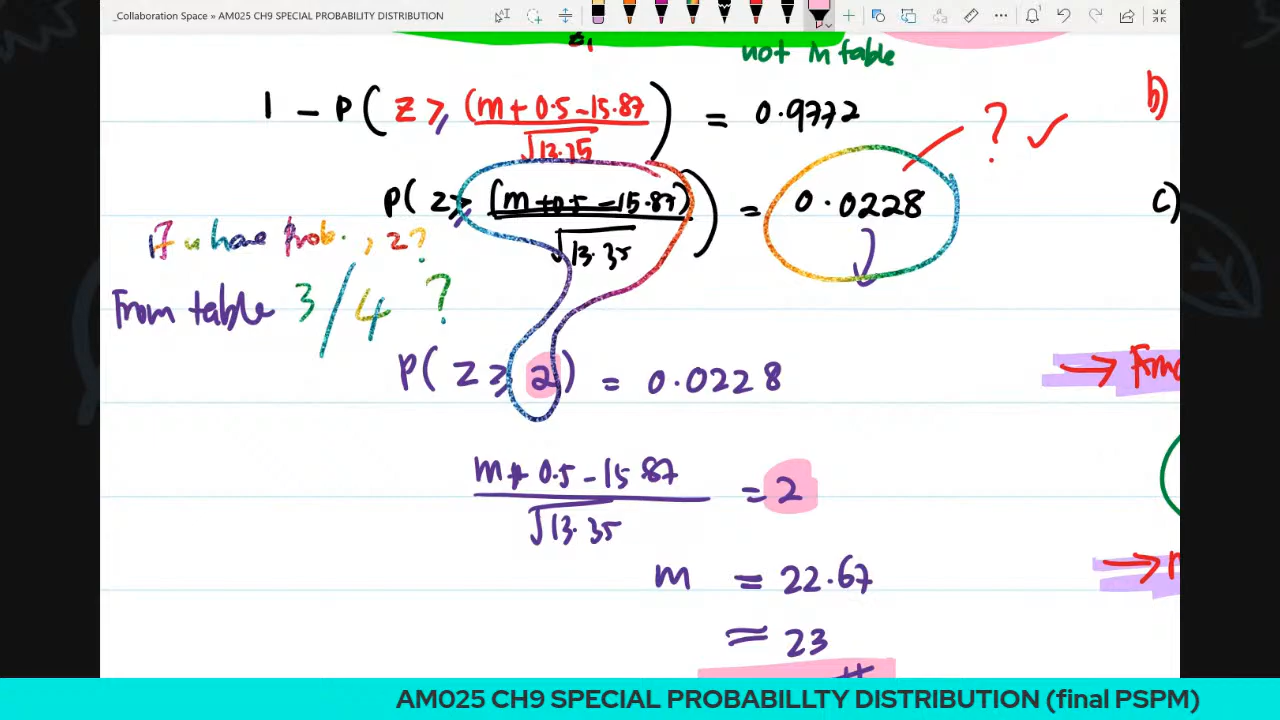 _Collaboration Space » AM025 CH9 SPECIAL PROBABILITY DISTRIBUTION
not in table
1 - P( Z ≥ (m + 0.5 - 15.87) / √13.35 ) = 0.9772
? ✓
b)
P( Z ≥ (m + 0.5 - 15.87) / √13.35 ) = 0.0228
c)
If u have prob. , z ?
From table 3/4 ?
P( Z ≥ 2 ) = 0.0228
→ From
m + 0.5 - 15.87 / √13.35 = 2
→
m = 22.67
≈ 23
AM025 CH9 SPECIAL PROBABILLTY DISTRIBUTION (final PSPM)